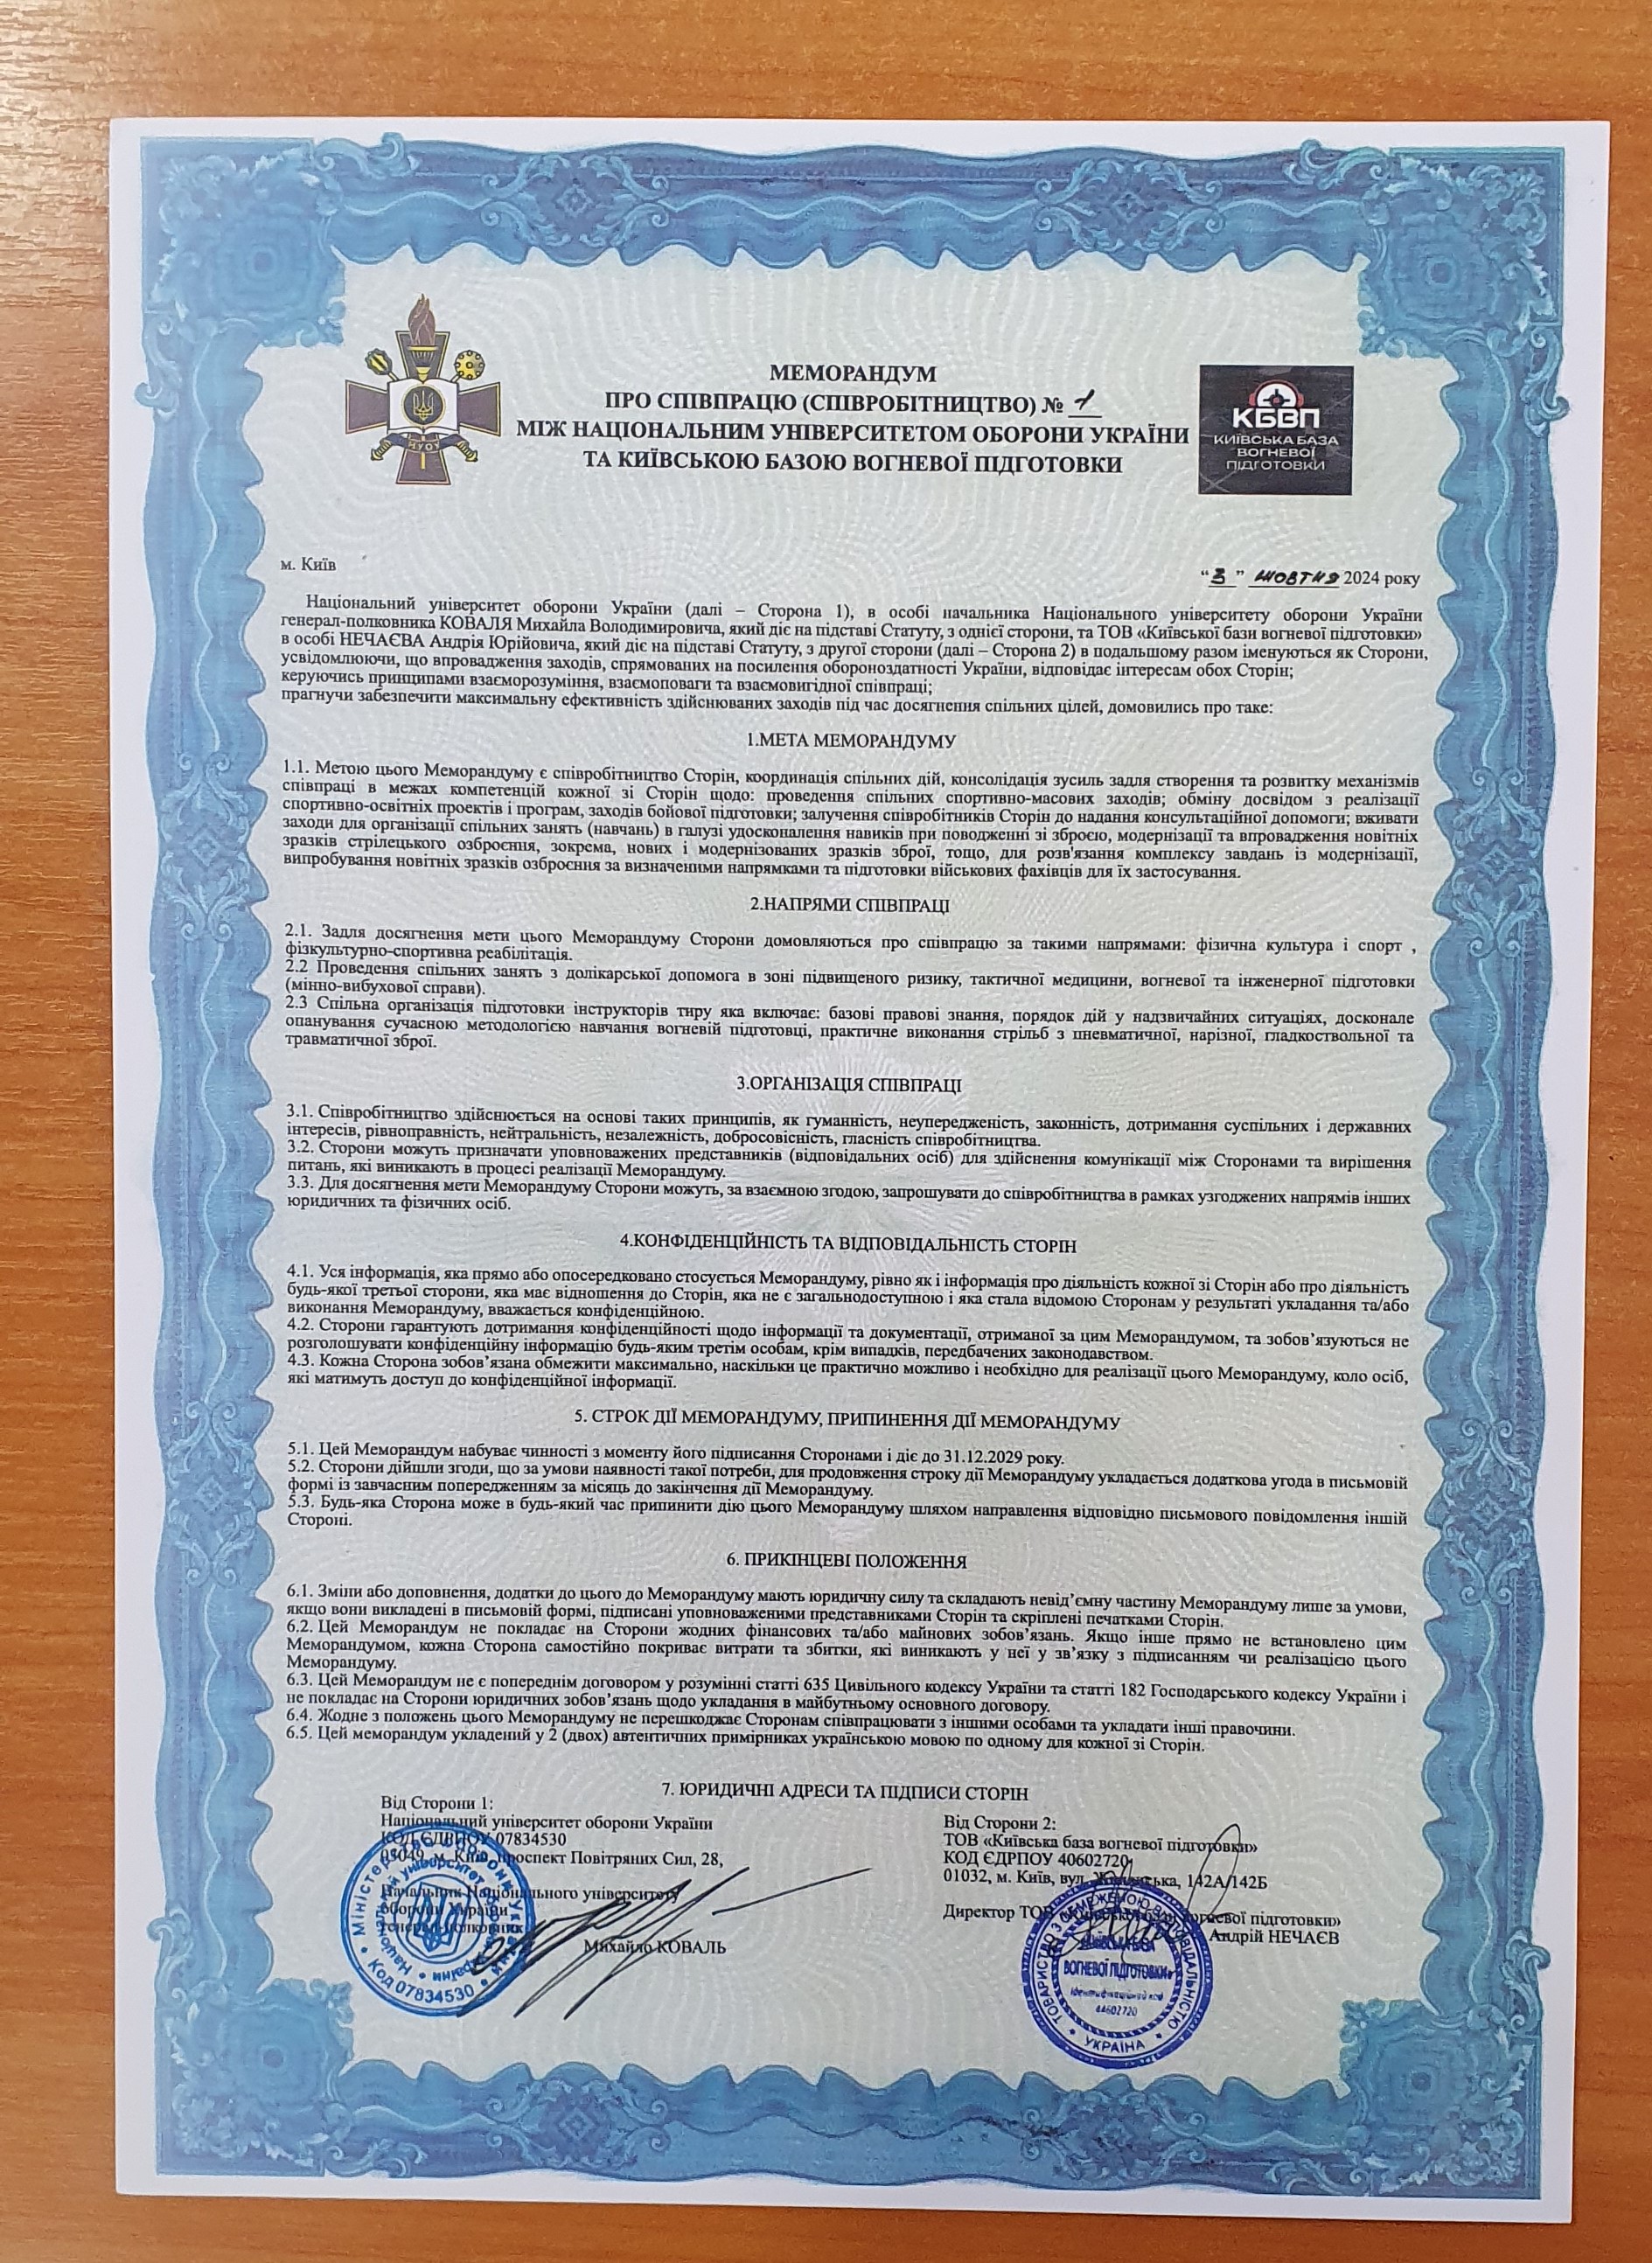 МЕМОРАНДУМ
ПРО СПІВПРАЦЮ (СПІВРОБІТНИЦТВО) № 1
МІЖ НАЦІОНАЛЬНИМ УНІВЕРСИТЕТОМ ОБОРОНИ УКРАЇНИ
ТА КИЇВСЬКОЮ БАЗОЮ ВОГНЕВОЇ ПІДГОТОВКИ
НУОУ
КБВП
КИЇВСЬКА БАЗА
ВОГНЕВОЇ
ПІДГОТОВКИ
м. Київ
“3” жовтня 2024 року
Національний університет оборони України (далі – Сторона 1), в особі начальника Національного університету оборони України
генерал-полковника КОВАЛЯ Михайла Володимировича, який діє на підставі Статуту, з однієї сторони, та ТОВ «Київської бази вогневої підготовки»
в особі НЕЧАЄВА Андрія Юрійовича, який діє на підставі Статуту, з другої сторони (далі – Сторона 2) в подальшому разом іменуються як Сторони,
усвідомлюючи, що впровадження заходів, спрямованих на посилення обороноздатності України, відповідає інтересам обох Сторін;
керуючись принципами взаєморозуміння, взаємоповаги та взаємовигідної співпраці;
прагнучи забезпечити максимальну ефективність здійснюваних заходів під час досягнення спільних цілей, домовились про таке:
1.МЕТА МЕМОРАНДУМУ
1.1. Метою цього Меморандуму є співробітництво Сторін, координація спільних дій, консолідація зусиль задля створення та розвитку механізмів
співпраці в межах компетенцій кожної зі Сторін щодо: проведення спільних спортивно-масових заходів; обміну досвідом з реалізації
спортивно-освітніх проектів і програм, заходів бойової підготовки; залучення співробітників Сторін до надання консультаційної допомоги; вживати
заходи для організації спільних занять (навчань) в галузі удосконалення навиків при поводженні зі зброєю, модернізації та впровадження новітніх
зразків стрілецького озброєння, зокрема, нових і модернізованих зразків зброї, тощо, для розв'язання комплексу завдань із модернізації,
випробування новітніх зразків озброєння за визначеними напрямками та підготовки військових фахівців для їх застосування.
2.НАПРЯМИ СПІВПРАЦІ
2.1. Задля досягнення мети цього Меморандуму Сторони домовляються про співпрацю за такими напрямами: фізична культура і спорт ,
фізкультурно-спортивна реабілітація.
2.2 Проведення спільних занять з долікарської допомога в зоні підвищеного ризику, тактичної медицини, вогневої та інженерної підготовки
(мінно-вибухової справи).
2.3 Спільна організація підготовки інструкторів тиру яка включає: базові правові знання, порядок дій у надзвичайних ситуаціях, досконале
опанування сучасною методологією навчання вогневій підготовці, практичне виконання стрільб з пневматичної, нарізної, гладкоствольної та
травматичної зброї.
3.ОРГАНІЗАЦІЯ СПІВПРАЦІ
3.1. Співробітництво здійснюється на основі таких принципів, як гуманність, неупередженість, законність, дотримання суспільних і державних
інтересів, рівноправність, нейтральність, незалежність, добросовісність, гласність співробітництва.
3.2. Сторони можуть призначати уповноважених представників (відповідальних осіб) для здійснення комунікації між Сторонами та вирішення
питань, які виникають в процесі реалізації Меморандуму.
3.3. Для досягнення мети Меморандуму Сторони можуть, за взаємною згодою, запрошувати до співробітництва в рамках узгоджених напрямів інших
юридичних та фізичних осіб.
4.КОНФІДЕНЦІЙНІСТЬ ТА ВІДПОВІДАЛЬНІСТЬ СТОРІН
4.1. Уся інформація, яка прямо або опосередковано стосується Меморандуму, рівно як і інформація про діяльність кожної зі Сторін або про діяльність
будь-якої третьої сторони, яка має відношення до Сторін, яка не є загальнодоступною і яка стала відомою Сторонам у результаті укладання та/або
виконання Меморандуму, вважається конфіденційною.
4.2. Сторони гарантують дотримання конфіденційності щодо інформації та документації, отриманої за цим Меморандумом, та зобов’язуються не
розголошувати конфіденційну інформацію будь-яким третім особам, крім випадків, передбачених законодавством.
4.3. Кожна Сторона зобов’язана обмежити максимально, наскільки це практично можливо і необхідно для реалізації цього Меморандуму, коло осіб,
які матимуть доступ до конфіденційної інформації.
5. СТРОК ДІЇ МЕМОРАНДУМУ, ПРИПИНЕННЯ ДІЇ МЕМОРАНДУМУ
5.1. Цей Меморандум набуває чинності з моменту його підписання Сторонами і діє до 31.12.2029 року.
5.2. Сторони дійшли згоди, що за умови наявності такої потреби, для продовження строку дії Меморандуму укладається додаткова угода в письмовій
формі із завчасним попередженням за місяць до закінчення дії Меморандуму.
5.3. Будь-яка Сторона може в будь-який час припинити дію цього Меморандуму шляхом направлення відповідно письмового повідомлення іншій
Стороні.
6. ПРИКІНЦЕВІ ПОЛОЖЕННЯ
6.1. Зміни або доповнення, додатки до цього до Меморандуму мають юридичну силу та складають невід’ємну частину Меморандуму лише за умови,
якщо вони викладені в письмовій формі, підписані уповноваженими представниками Сторін та скріплені печатками Сторін.
6.2. Цей Меморандум не покладає на Сторони жодних фінансових та/або майнових зобов’язань. Якщо інше прямо не встановлено цим
Меморандумом, кожна Сторона самостійно покриває витрати та збитки, які виникають у неї у зв’язку з підписанням чи реалізацією цього
Меморандуму.
6.3. Цей Меморандум не є попереднім договором у розумінні статті 635 Цивільного кодексу України та статті 182 Господарського кодексу України і
не покладає на Сторони юридичних зобов’язань щодо укладання в майбутньому основного договору.
6.4. Жодне з положень цього Меморандуму не перешкоджає Сторонам співпрацювати з іншими особами та укладати інші правочини.
6.5. Цей меморандум укладений у 2 (двох) автентичних примірниках українською мовою по одному для кожної зі Сторін.
7. ЮРИДИЧНІ АДРЕСИ ТА ПІДПИСИ СТОРІН
Від Сторони 1:
Національний університет оборони України
КОД ЄДРПОУ 07834530
03049, м. Київ, проспект Повітряних Сил, 28,
Начальник Національного університету
оборони України
генерал-полковник
Михайло КОВАЛЬ
Міністерство оборони України
Національний університет оборони України
Код 07834530
Від Сторони 2:
ТОВ «Київська база вогневої підготовки»
КОД ЄДРПОУ 40602720
01032, м. Київ, вул. Жилянська, 142А/142Б
Директор ТОВ «Київська база вогневої підготовки»
Андрій НЕЧАЄВ
ТОВАРИСТВО З ОБМЕЖЕНОЮ ВІДПОВІДАЛЬНІСТЮ
КИЇВСЬКА БАЗА
ВОГНЕВОЇ ПІДГОТОВКИ»
ідентифікаційний код
44602720
УКРАЇНА